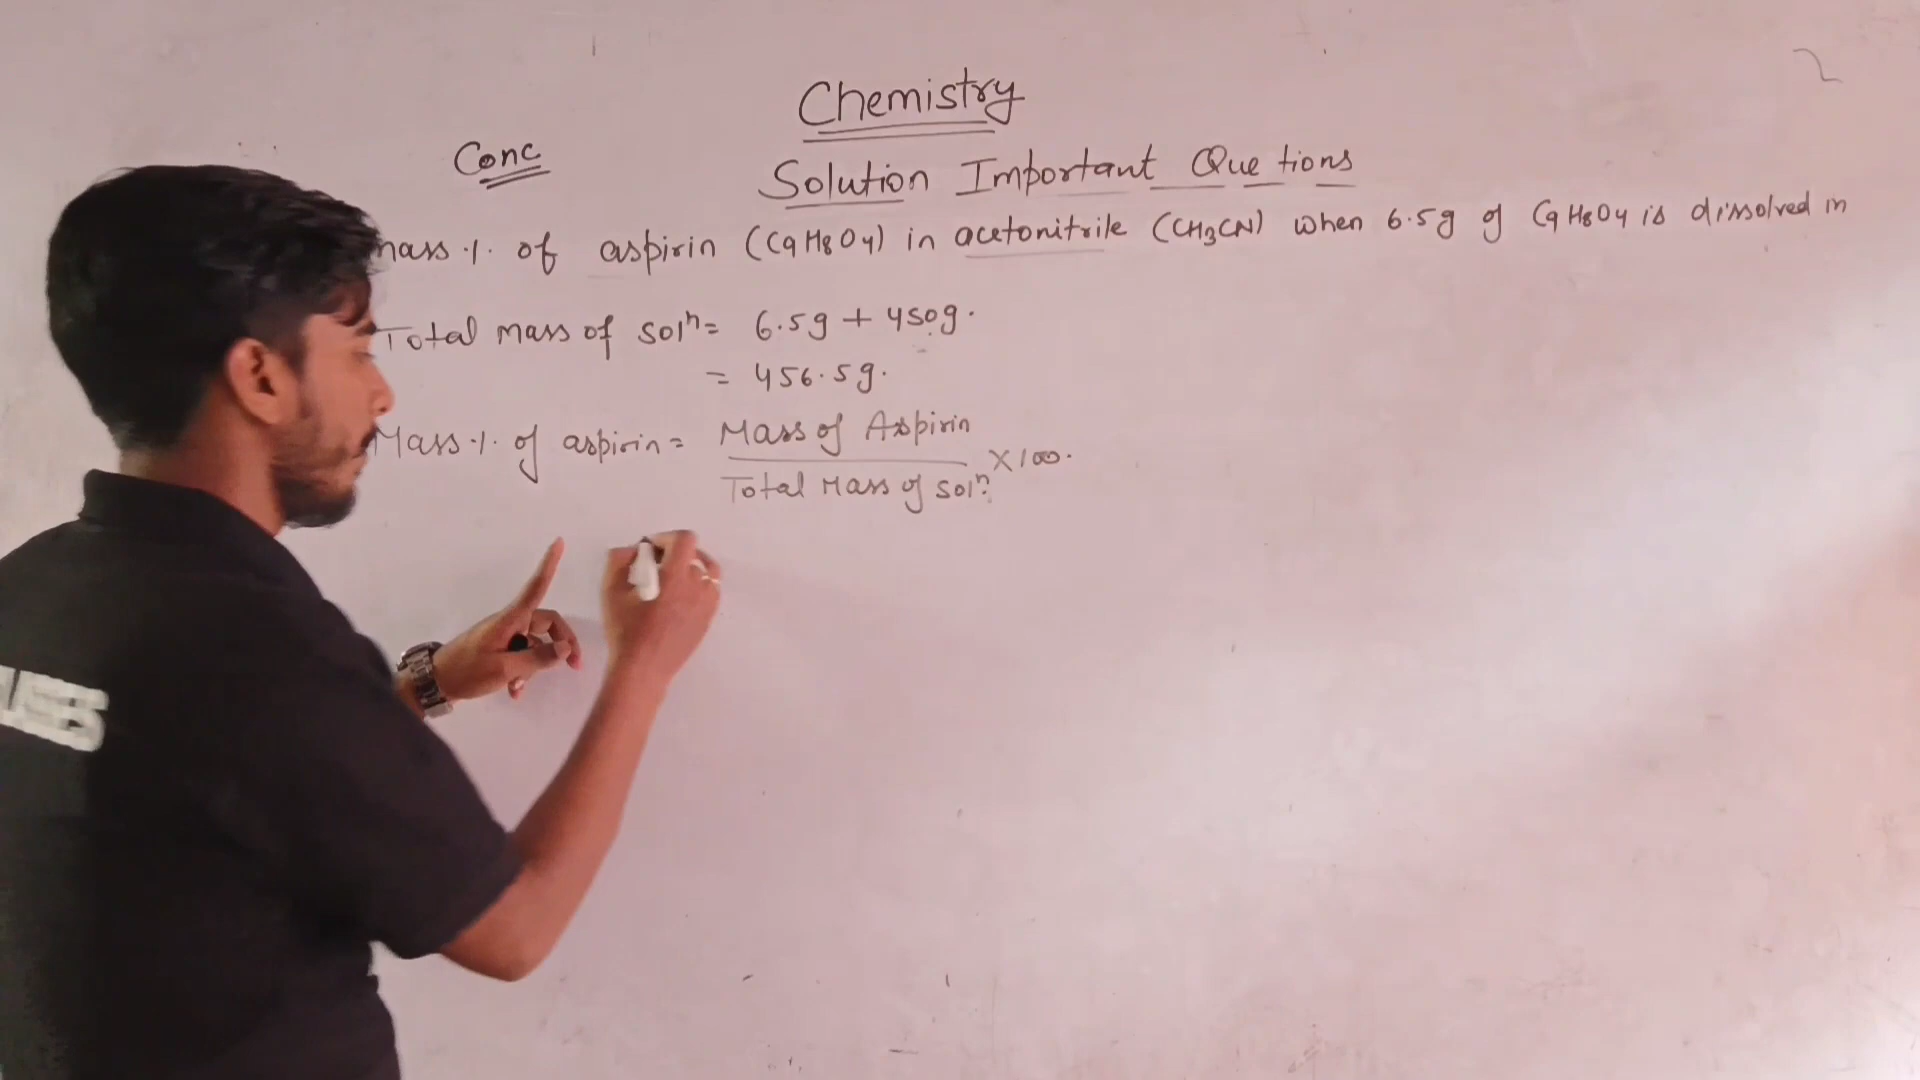 Chemistry
Conc
Solution Important Que tions
mass ·/. of aspirin (C9H8O4) in acetonitrile (CH3CN) when 6.5g of C9H8O4 is dissolved in
Total mass of solⁿ = 6.5g + 450g.
= 456.5g.
Mass ·/. of aspirin = Mass of Aspirin
Total Mass of solⁿ. ×100.